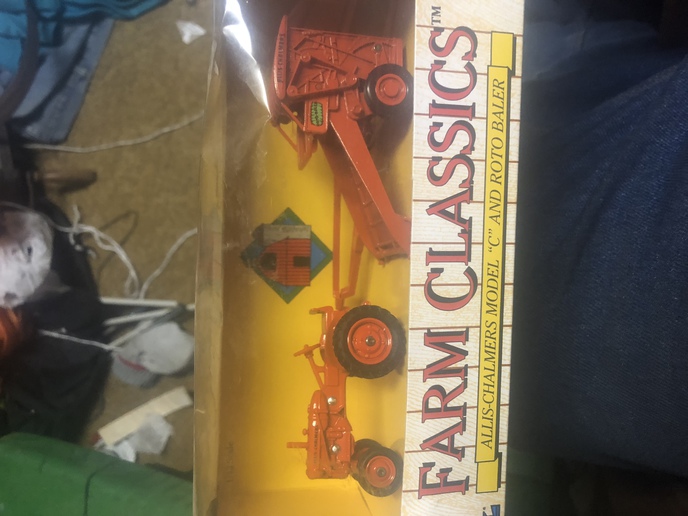 FARM CLASSICS™
ALLIS-CHALMERS MODEL "C" AND ROTO BALER